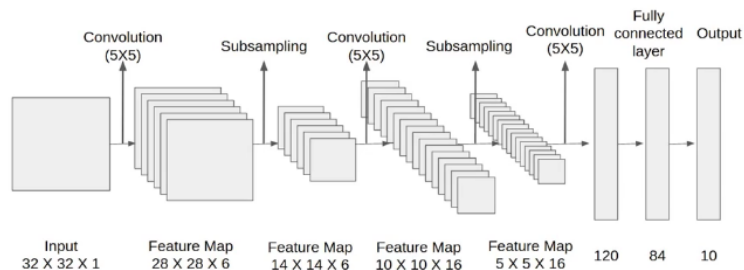 Convolution
(5X5)
Subsampling
Convolution
(5X5)
Subsampling
Convolution
(5X5)
Fully
connected
layer
Output
Input
32 X 32 X 1
Feature Map
28 X 28 X 6
Feature Map
14 X 14 X 6
Feature Map
10 X 10 X 16
Feature Map
5 X 5 X 16
120
84
10